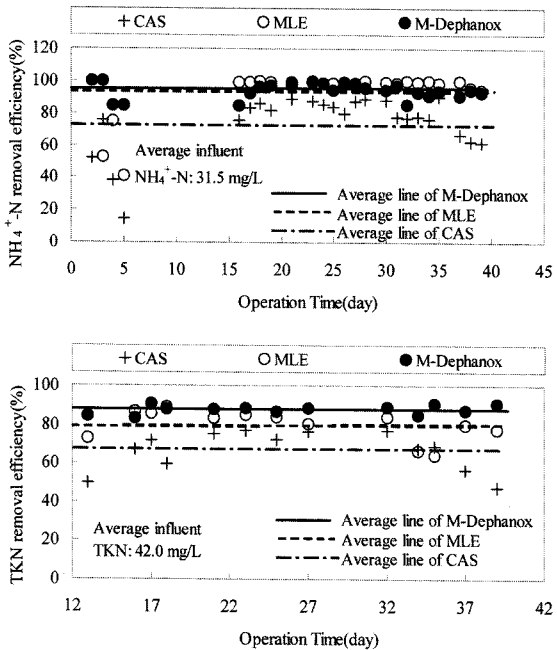 CAS MLE M-Dephanox
NH4+-N removal efficiency(%)
120
100
80
60
40
20
0
Average influent
NH4+-N: 31.5 mg/L
Average line of M-Dephanox
Average line of MLE
Average line of CAS
0 5 10 15 20 25 30 35 40 45
Operation Time(day)
CAS MLE M-Dephanox
TKN removal efficiency(%)
100
80
60
40
20
0
Average influent
TKN: 42.0 mg/L
Average line of M-Dephanox
Average line of MLE
Average line of CAS
12 17 22 27 32 37 42
Operation Time(day)